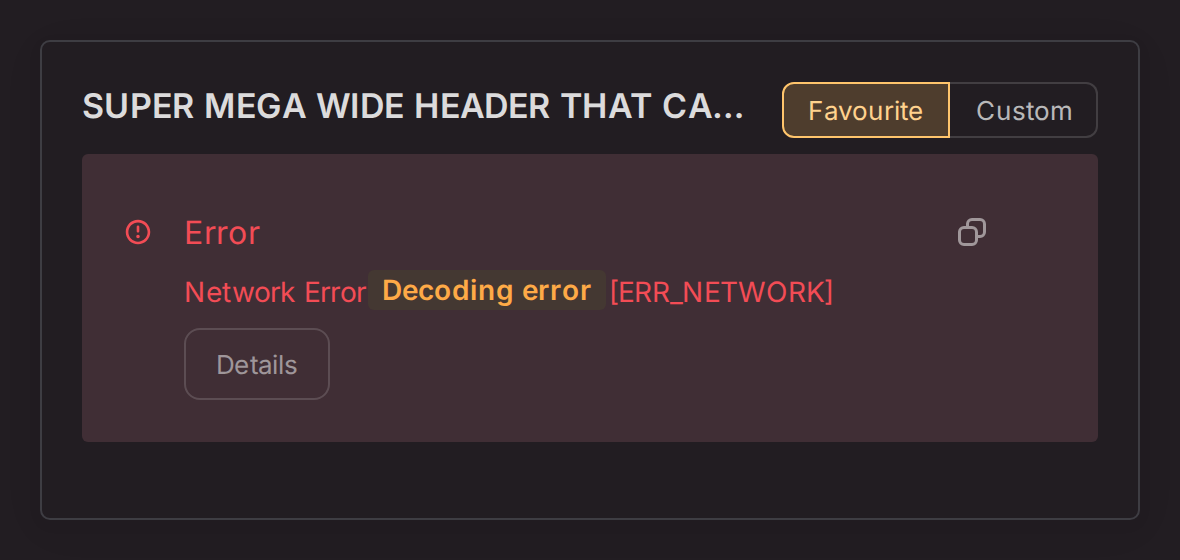 SUPER MEGA WIDE HEADER THAT CA...
Favourite
Custom
Error
Network Error Decoding error [ERR_NETWORK]
Details